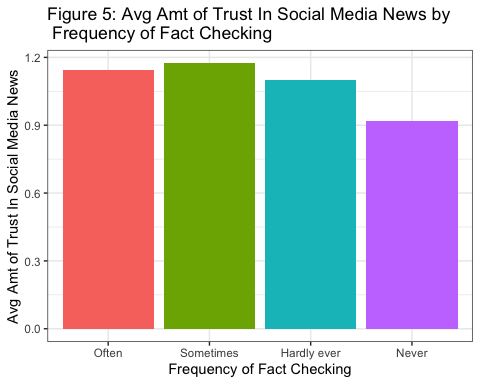 Figure 5: Avg Amt of Trust In Social Media News by
Frequency of Fact Checking
Avg Amt of Trust In Social Media News
1.2
0.9
0.6
0.3
0.0
Often Sometimes Hardly ever Never
Frequency of Fact Checking